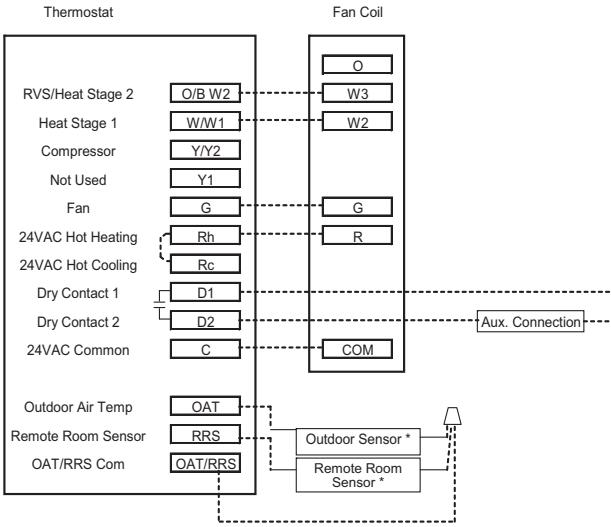 Thermostat Fan Coil
O
RVS/Heat Stage 2 O/B W2 W3
Heat Stage 1 W/W1 W2
Compressor Y/Y2
Not Used Y1
Fan G G
24VAC Hot Heating Rh R
24VAC Hot Cooling Rc
Dry Contact 1 D1
Dry Contact 2 D2 Aux. Connection
24VAC Common C COM
Outdoor Air Temp OAT
Remote Room Sensor RRS Outdoor Sensor *
OAT/RRS Com OAT/RRS Remote Room
Sensor *